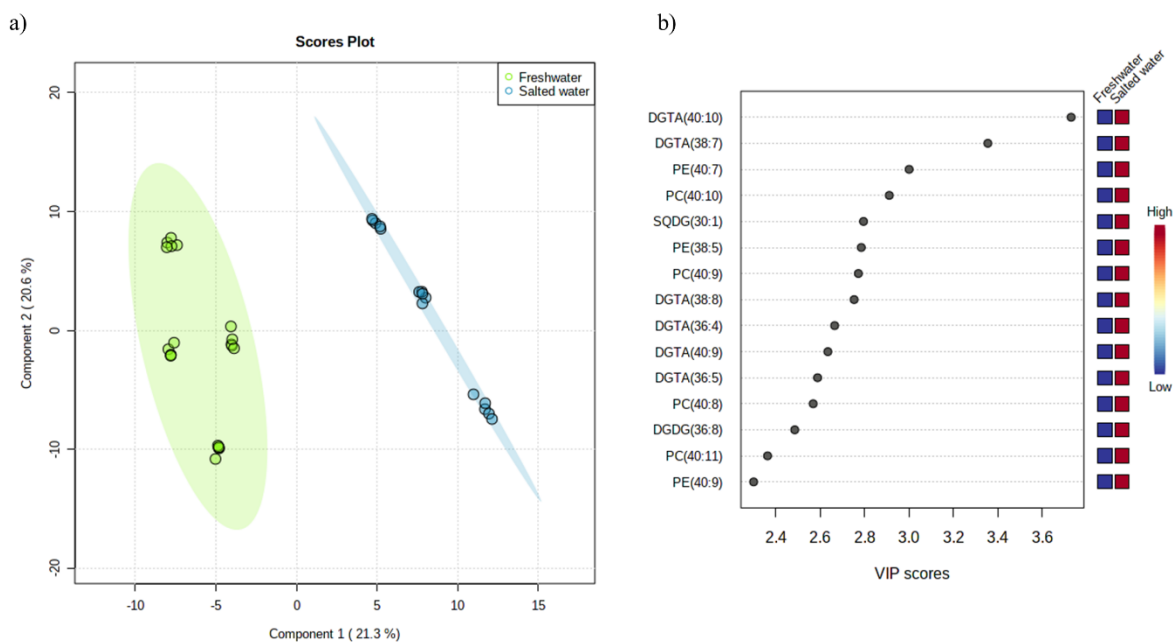 a)
Scores Plot
Freshwater
Salted water
20
10
0
-10
-20
-10
-5
0
5
10
15
Component 2 ( 20.6 %)
Component 1 ( 21.3 %)
b)
Freshwater
Salted water
DGTA(40:10)
DGTA(38:7)
PE(40:7)
PC(40:10)
SQDG(30:1)
PE(38:5)
PC(40:9)
DGTA(38:8)
DGTA(36:4)
DGTA(40:9)
DGTA(36:5)
PC(40:8)
DGDG(36:8)
PC(40:11)
PE(40:9)
2.4
2.6
2.8
3.0
3.2
3.4
3.6
VIP scores
High
Low